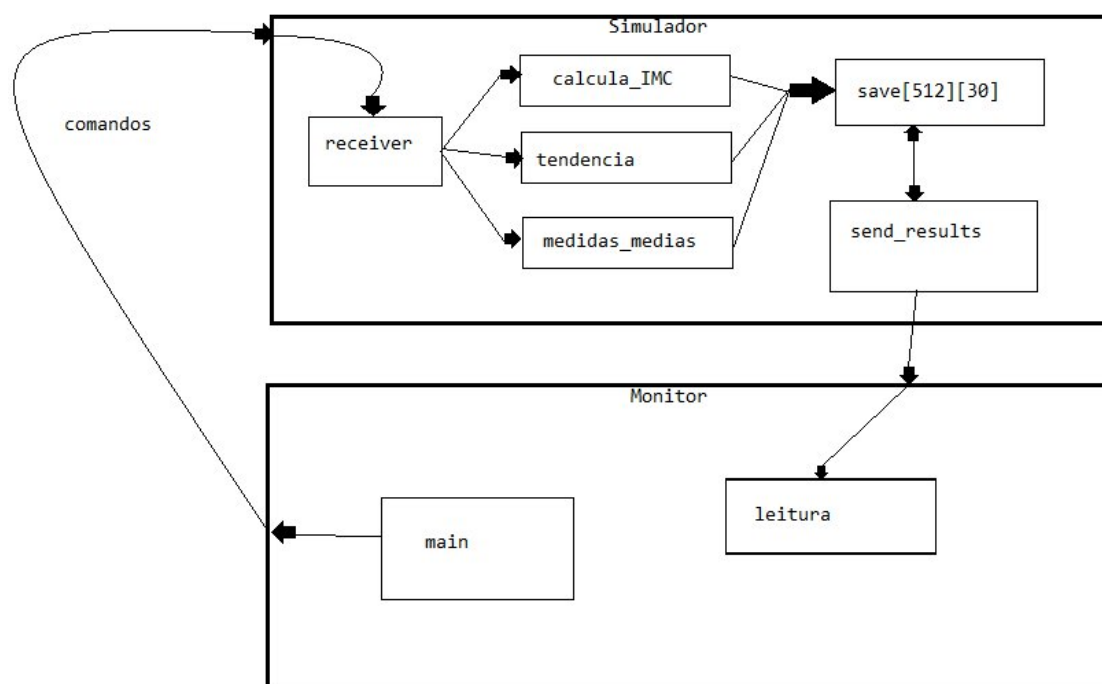 Simulador
comandos
receiver
calcula_IMC
tendencia
medidas_medias
save[512][30]
send_results
Monitor
main
leitura